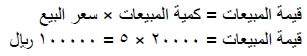 قيمة المبيعات = كمية المبيعات × سعر البيع
قيمة المبيعات = ٢٠٠٠٠ × ٥ = ١٠٠٠٠٠ ريال